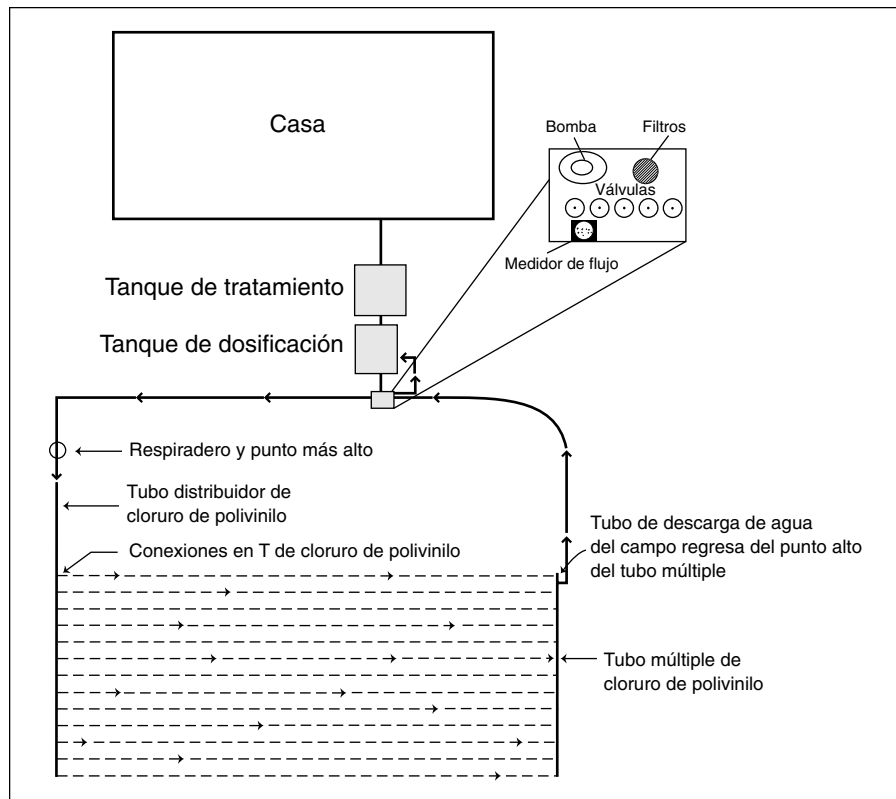 Casa
Bomba
Filtros
Válvulas
Medidor de flujo
Tanque de tratamiento
Tanque de dosificación
Respiradero y punto más alto
Tubo distribuidor de
cloruro de polivinilo
Conexiones en T de cloruro de polivinilo
Tubo de descarga de agua
del campo regresa del punto alto
del tubo múltiple
Tubo múltiple de
cloruro de polivinilo